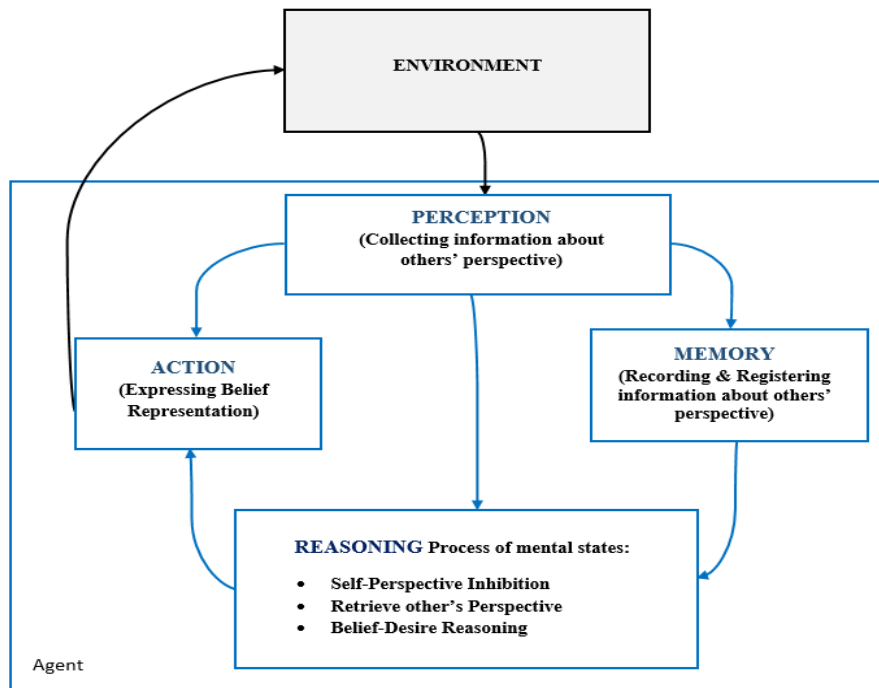 ENVIRONMENT
PERCEPTION
(Collecting information about
others’ perspective)
ACTION
(Expressing Belief
Representation)
MEMORY
(Recording & Registering
information about others’
perspective)
REASONING Process of mental states:
• Self-Perspective Inhibition
• Retrieve other’s Perspective
• Belief-Desire Reasoning
Agent